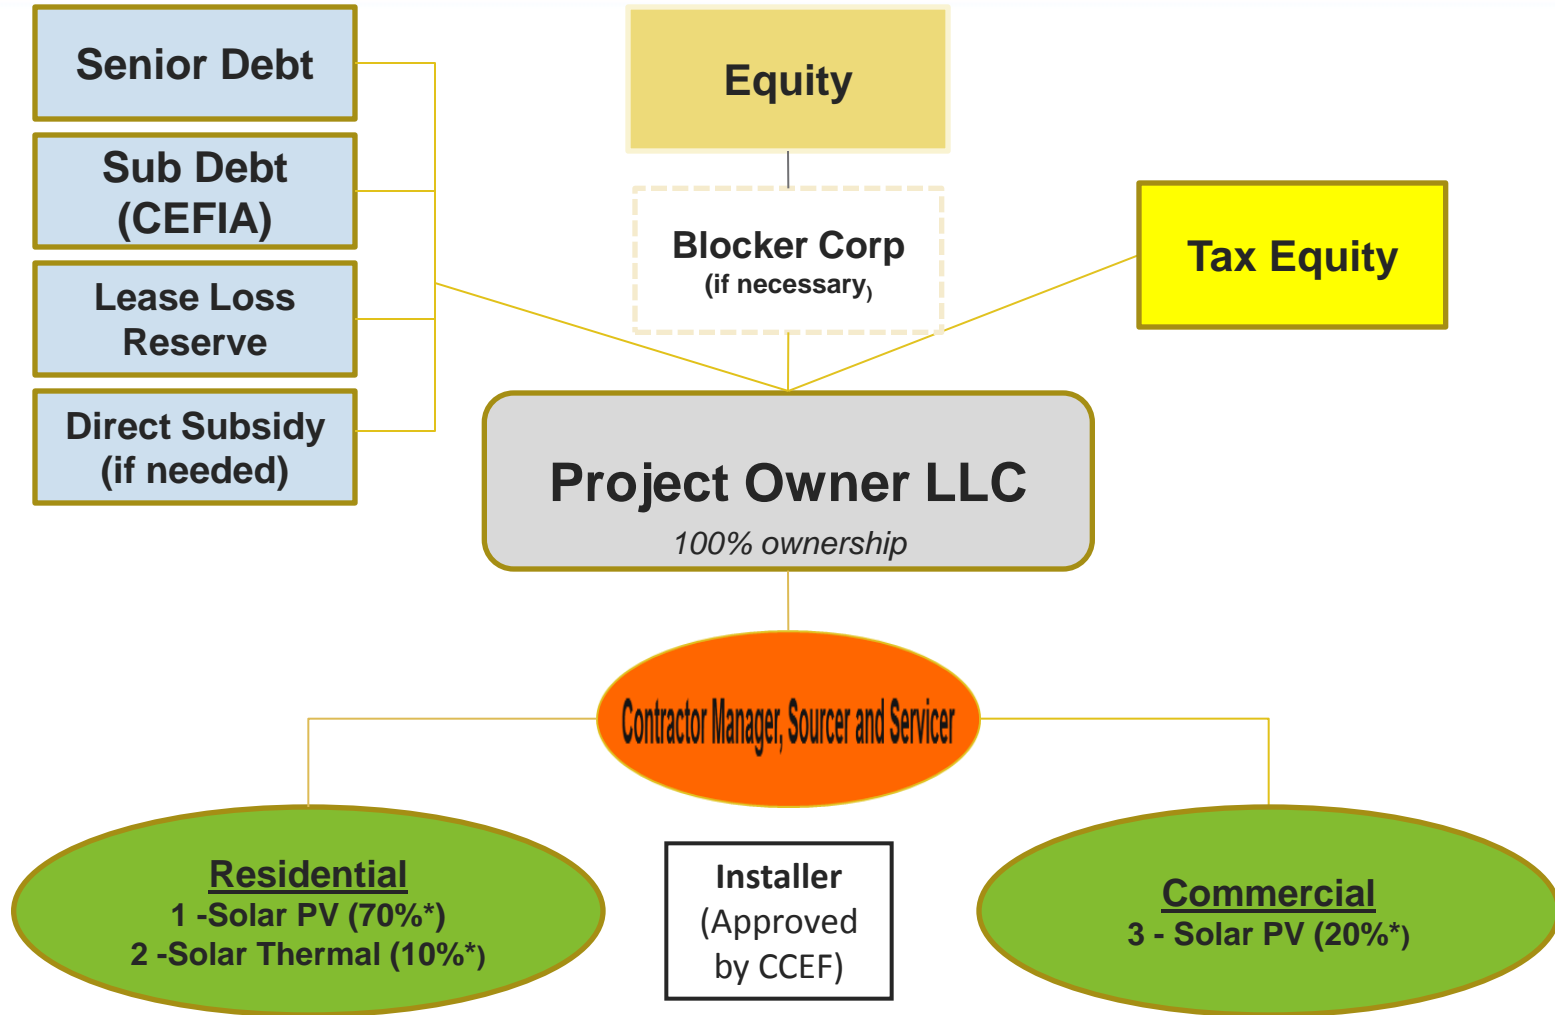 Senior Debt
Sub Debt
(CEFIA)
Lease Loss
Reserve
Direct Subsidy
(if needed)
Equity
Blocker Corp
(if necessary)
Tax Equity
Project Owner LLC
100% ownership
Contractor Manager, Sourcer and Servicer
Residential
1 -Solar PV (70%*)
2 -Solar Thermal (10%*)
Installer
(Approved
by CCEF)
Commercial
3 - Solar PV (20%*)